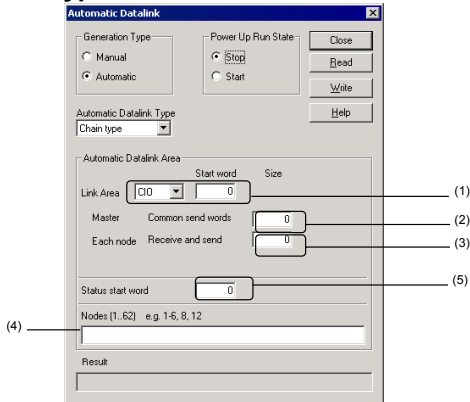 Automatic Datalink
Generation Type
Manual
Automatic
Power Up Run State
Stop
Start
Close
Read
Write
Help
Automatic Datalink Type
Chain type
Automatic Datalink Area
Start word Size
Link Area CIO 0 (1)
Master Common send words 0 (2)
Each node Receive and send 0 (3)
Status start word 0 (5)
Nodes (1..62) e.g. 1-6, 8, 12
(4)
Result